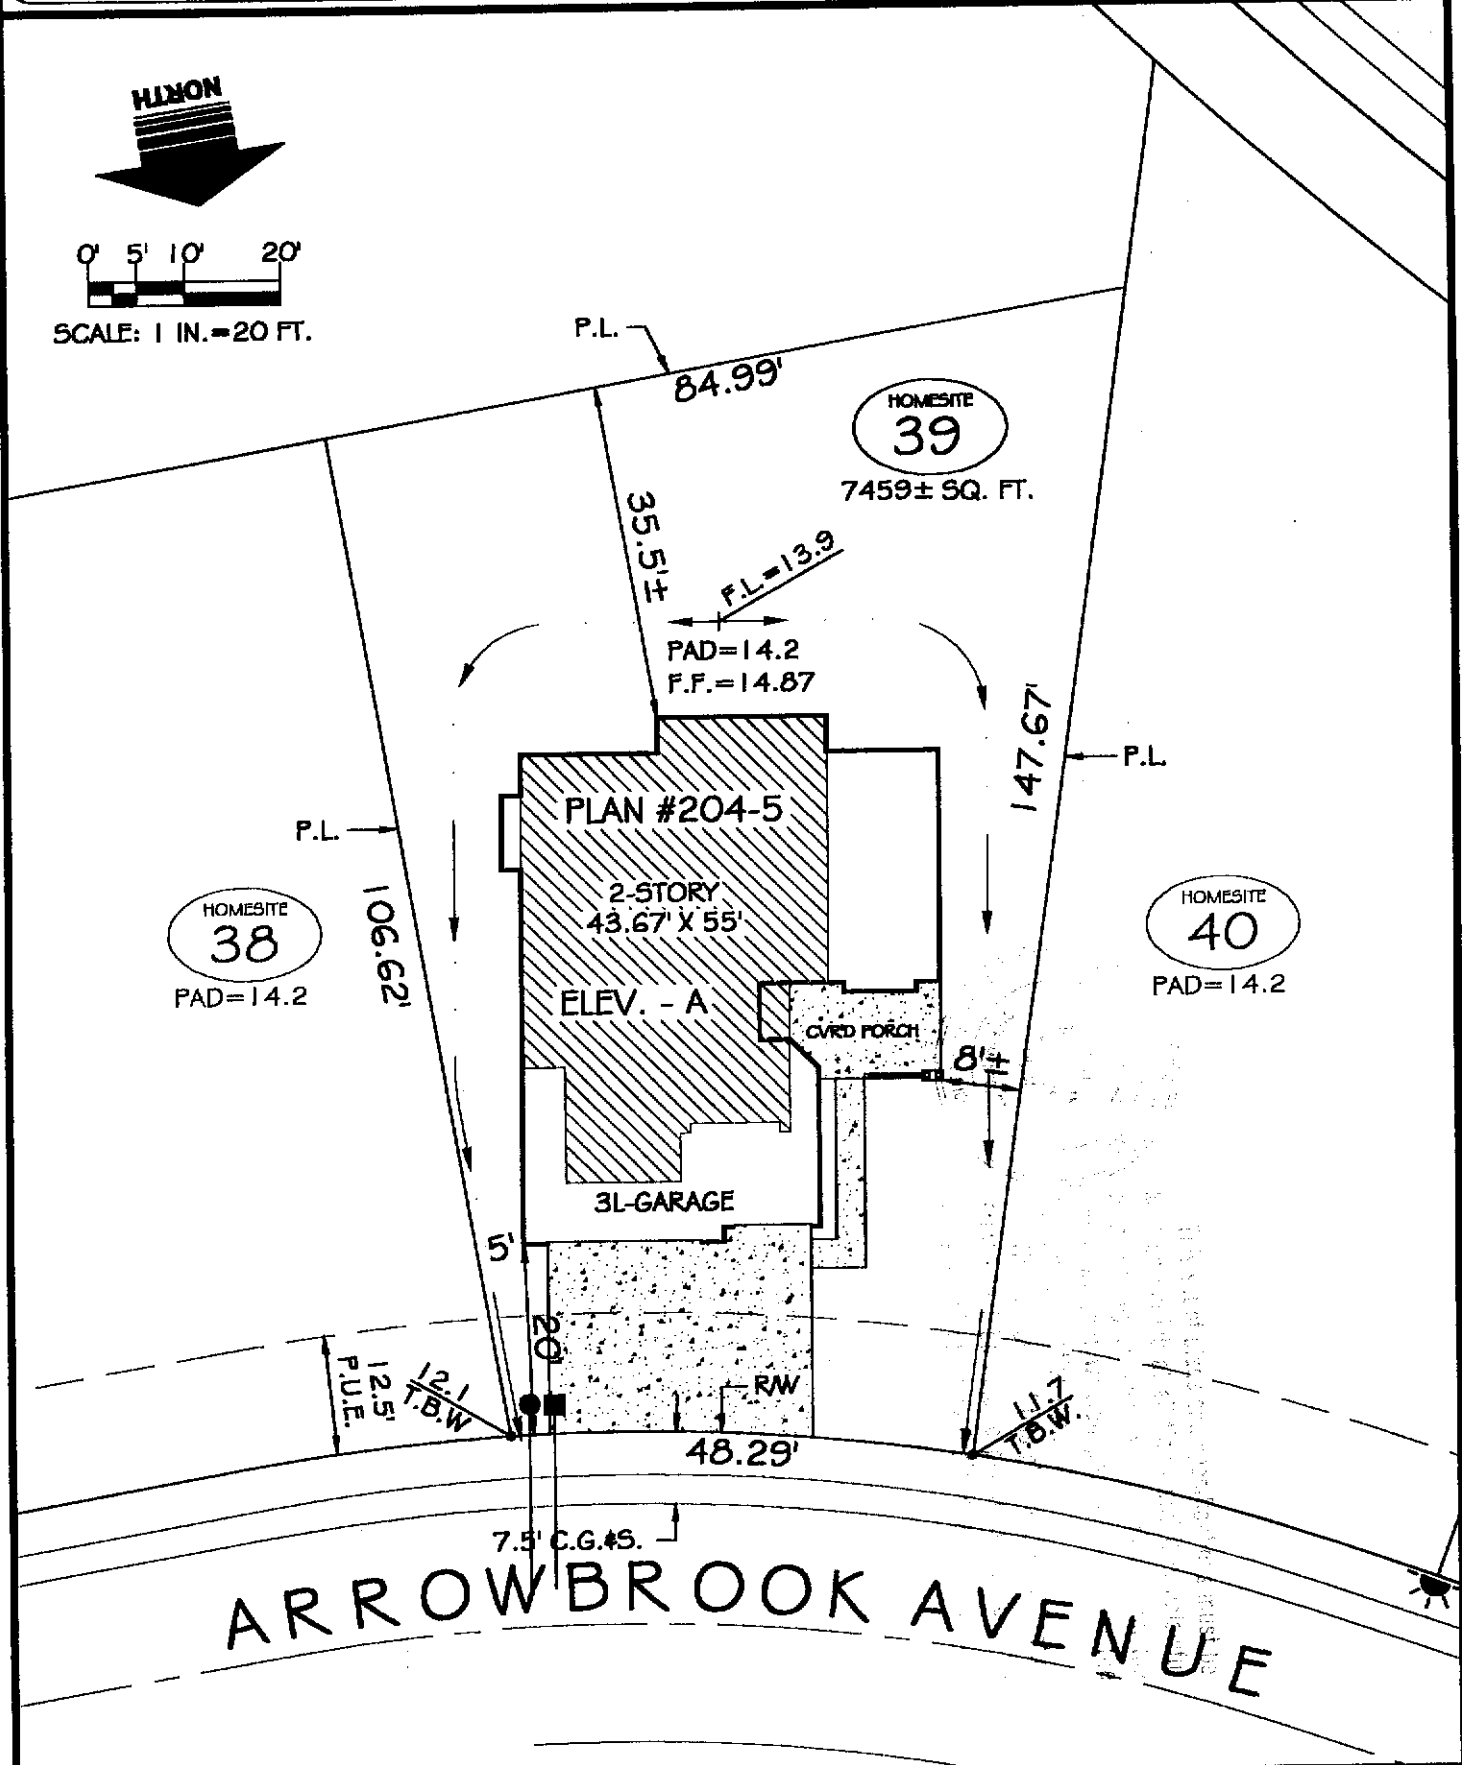 NORTH
0' 5' 10' 20'
SCALE: 1 IN.=20 FT.
P.L.
84.99'
HOMESITE
39
7459± SQ. FT.
35.5'±
F.L.=13.9
PAD=14.2
F.F.=14.87
147.67'
P.L.
P.L.
PLAN #204-5
2-STORY
43.67' X 55'
ELEV. - A
CVRD PORCH
8'±
106.62'
HOMESITE
38
PAD=14.2
HOMESITE
40
PAD=14.2
3L-GARAGE
5'
20'
12.5'
P.U.E.
12.1
T.B.W
R/W
11.7
T.B.W.
48.29'
7.5' C.G.&S.
ARROWBROOK AVENUE